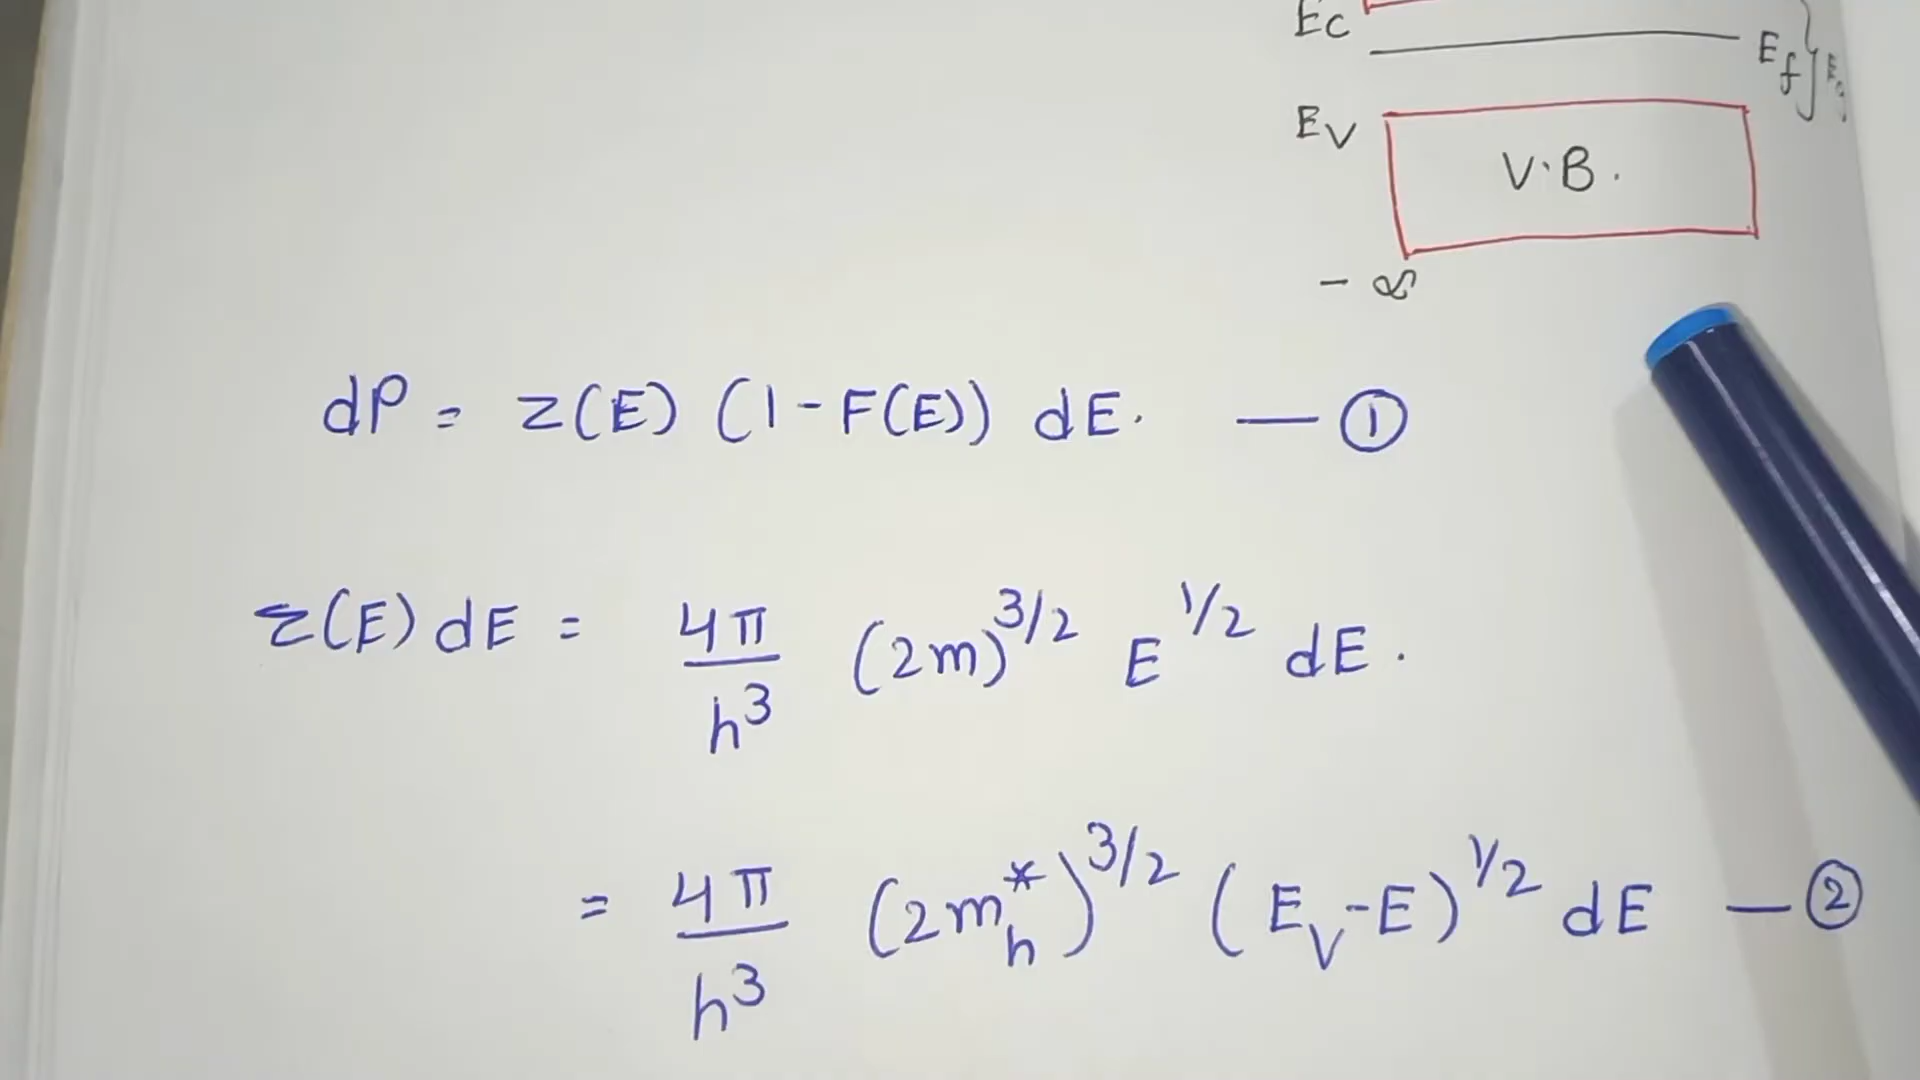 Ec
Ef
Ev
V.B.
- ∞
dP = Z(E) (1 - F(E)) dE. — ①
Z(E) dE = 4π/h³ (2m)^3/2 E^1/2 dE.
= 4π/h³ (2m*h)^3/2 (Ev - E)^1/2 dE — ②